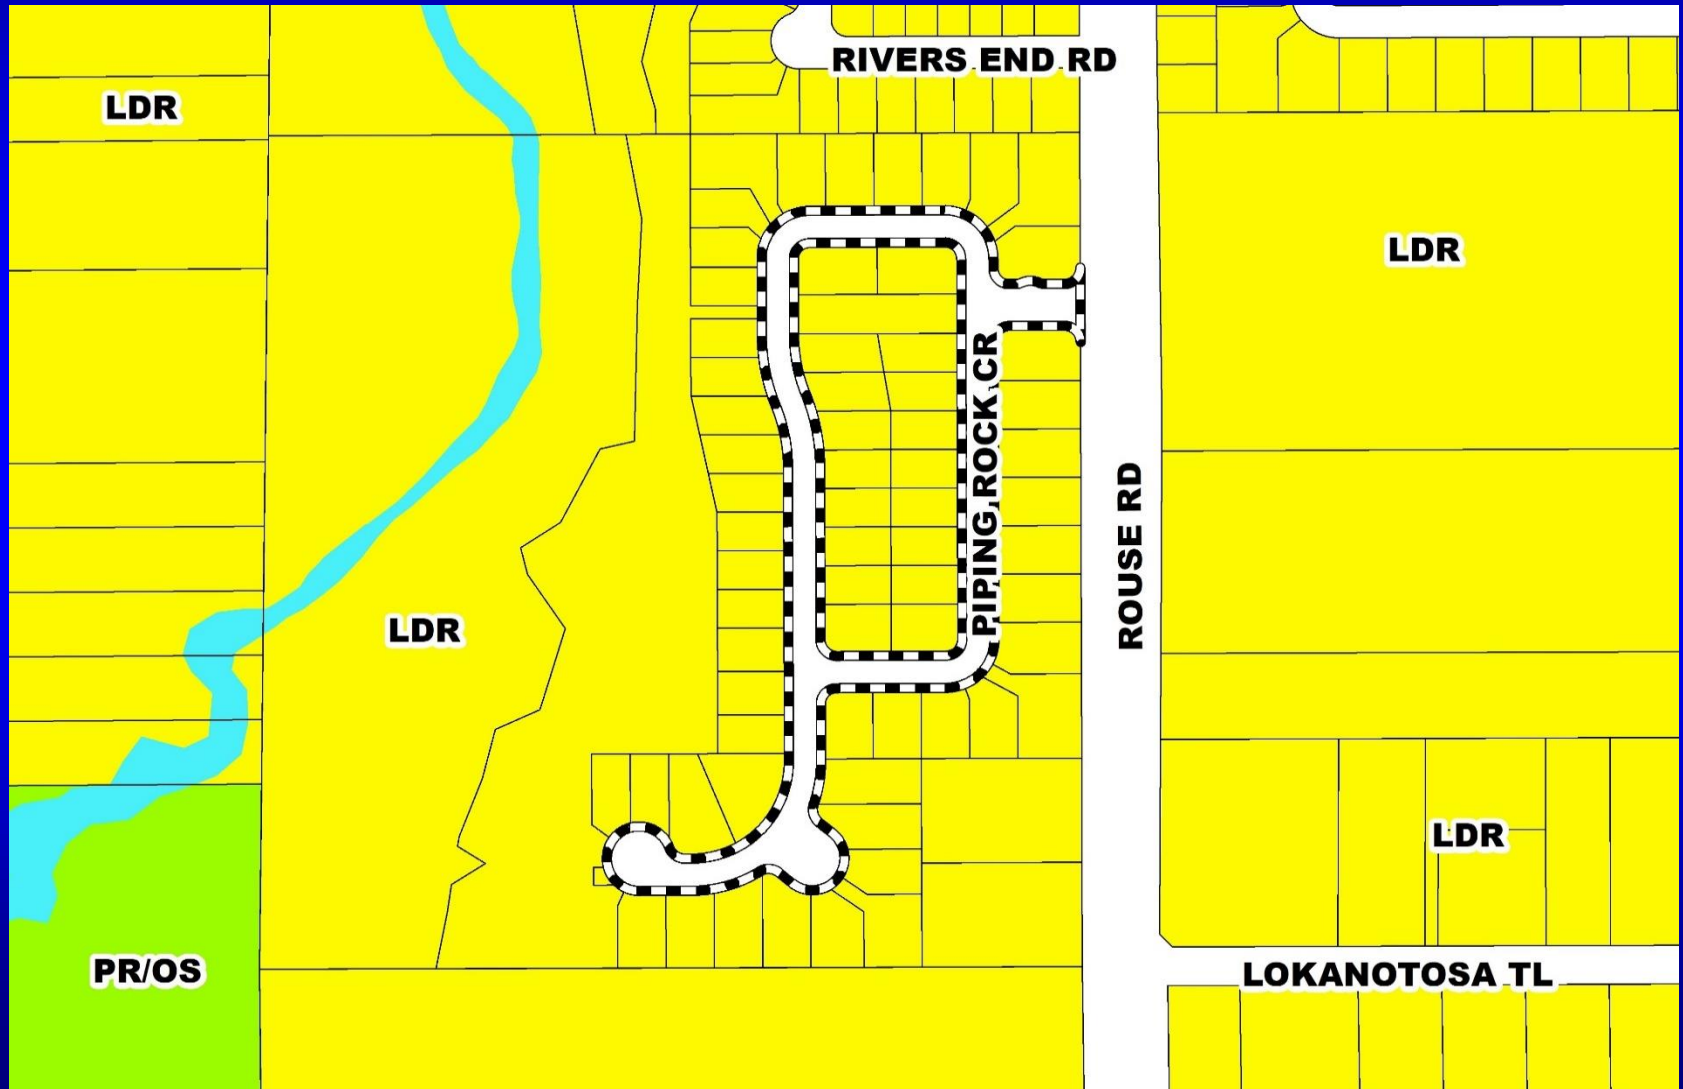 RIVERS END RD
LDR
LDR
PIPING ROCK CR
ROUSE RD
LDR
LDR
PR/OS
LOKANOTOSA TL